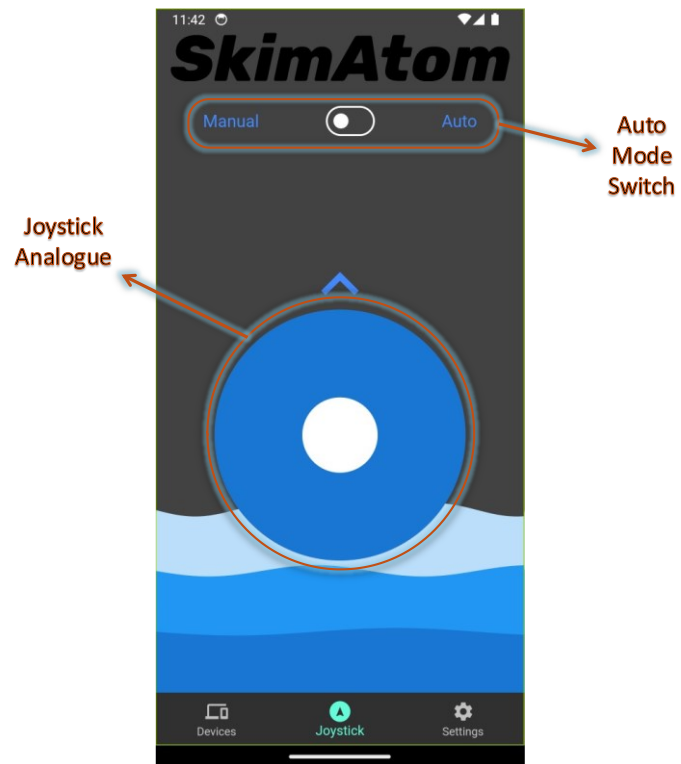 11:42
SkimAtom
Manual Auto
Auto
Mode
Switch
Joystick
Analogue
Devices Joystick Settings